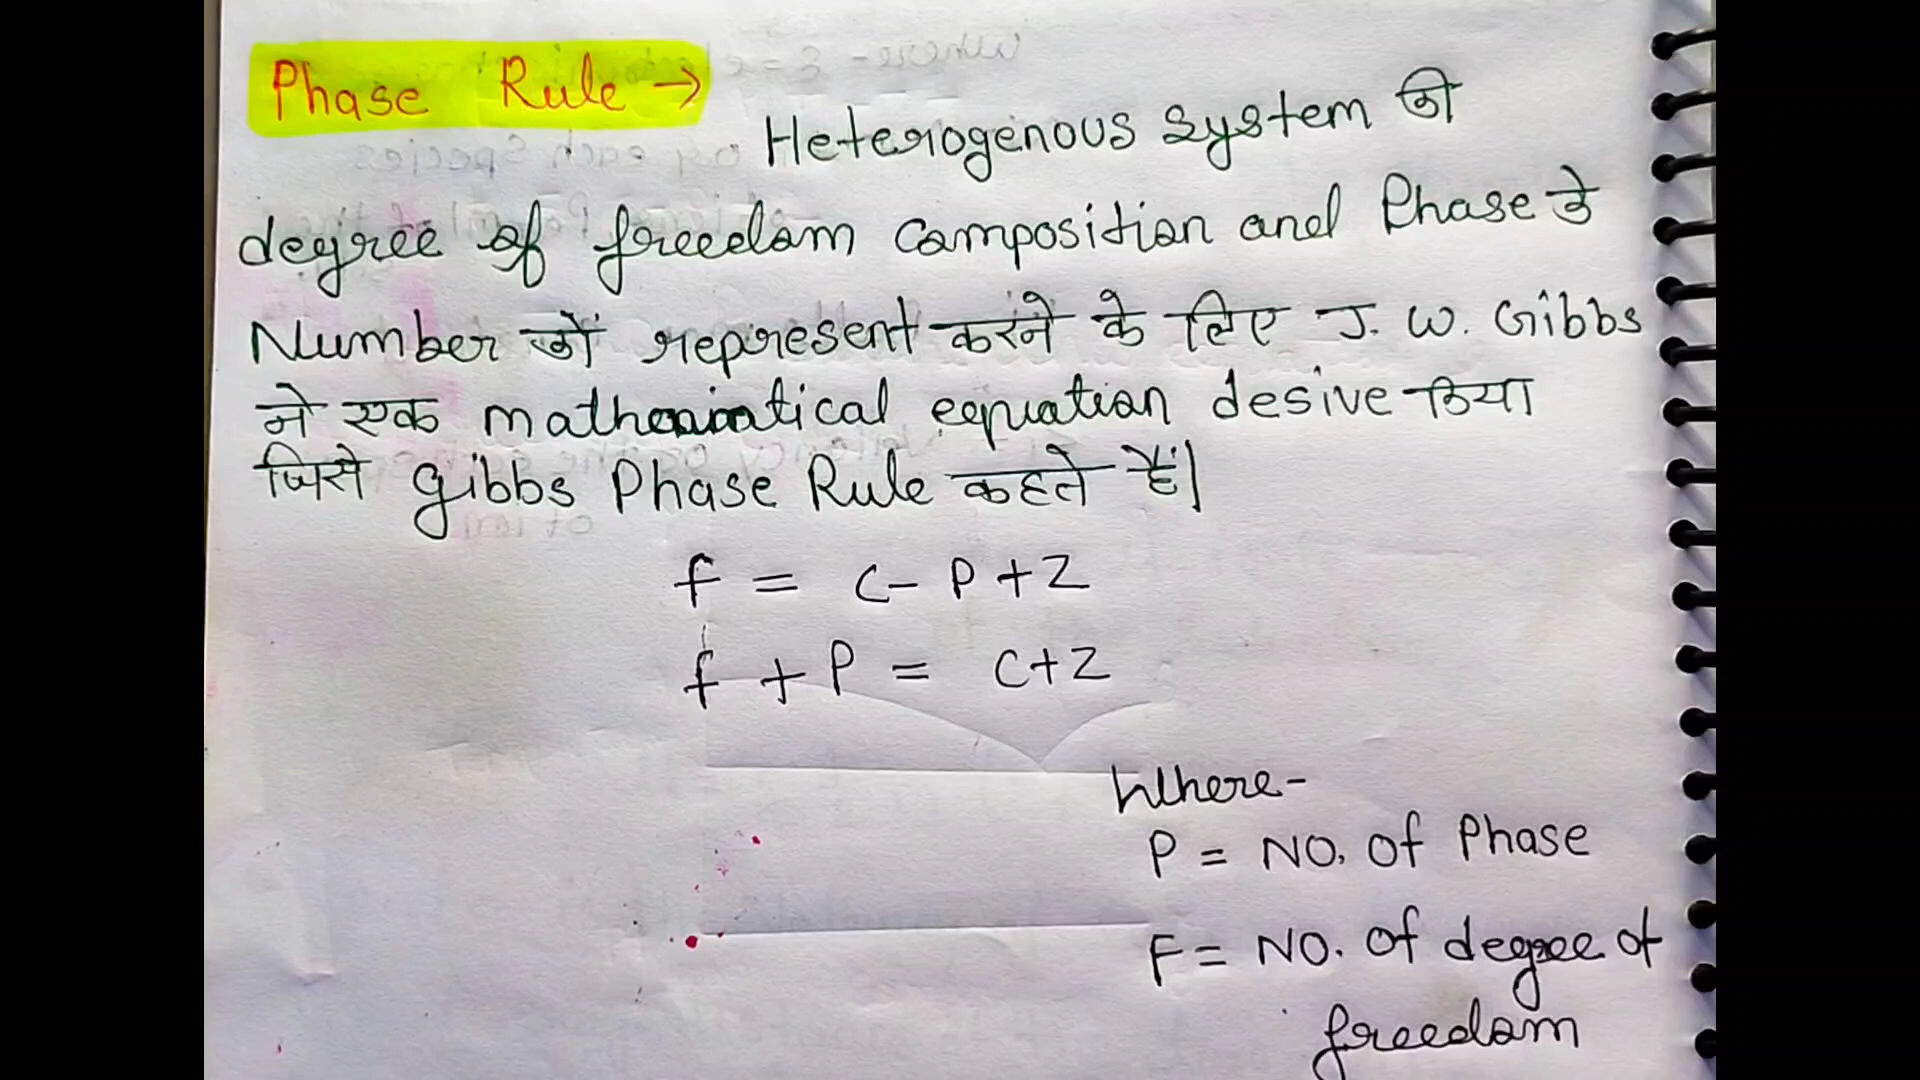 Phase Rule →
Heterogenous system की
degree of freedom composition and Phase के
Number को represent करने के लिए J. W. Gibbs
ने एक mathematical equation desive किया
जिसे gibbs Phase Rule कहते हैं|
f = C- P+2
f + P = C+2
Where-
P = NO. of Phase
F = NO. of degree of
freedom